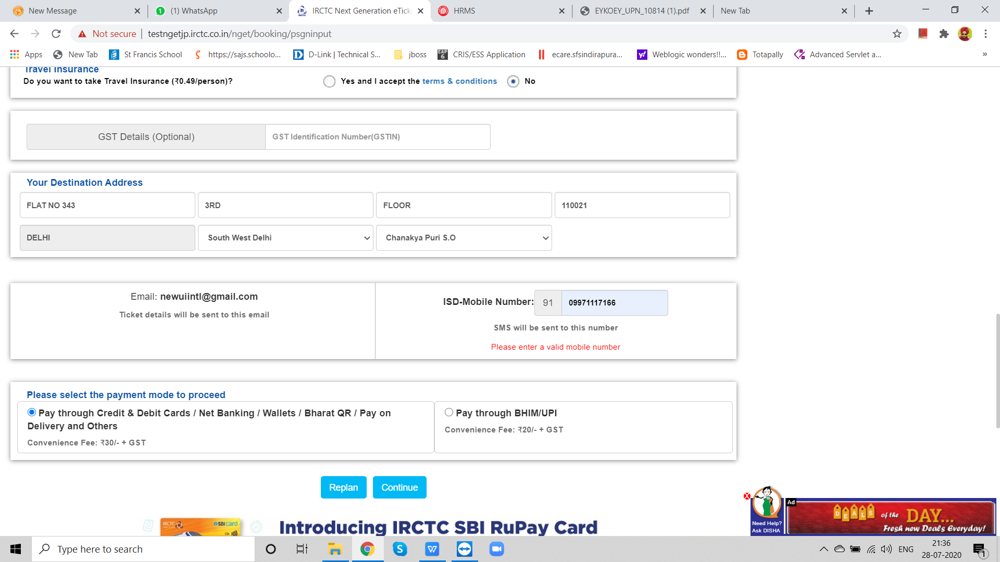 New Message
(1) WhatsApp
IRCTC Next Generation eTick
HRMS
EYKOEY_UPN_10814 (1).pdf
New Tab
Not secure
testngetjp.irctc.co.in/nget/booking/psgninput
Apps
New Tab
St Francis School
https://sajs.schoolo...
D-Link | Technical S...
jboss
EAP 6
CRIS/ESS Application
ecare.sfsindirapura...
y!
Weblogic wonders!!...
Totapally
Advanced Servlet a...
»
Travel Insurance
Do you want to take Travel Insurance (₹0.49/person)?
Yes and I accept the terms & conditions
No
GST Details (Optional)
GST Identification Number(GSTIN)
Your Destination Address
FLAT NO 343
3RD
FLOOR
110021
DELHI
South West Delhi
Chanakya Puri S.O
Email: newuiintl@gmail.com
Ticket details will be sent to this email
ISD-Mobile Number:
91
09971117166
SMS will be sent to this number
Please enter a valid mobile number
Please select the payment mode to proceed
Pay through Credit & Debit Cards / Net Banking / Wallets / Bharat QR / Pay on
Delivery and Others
Convenience Fee: ₹30/- + GST
Pay through BHIM/UPI
Convenience Fee: ₹20/- + GST
Replan
Continue
IRCTC
SBI card
Introducing IRCTC SBI RuPay Card
X
Need Help?
Ask DISHA
Ad
DEALS of the DAY...
Fresh new Deals Everyday!
Type here to search
ENG
21:36
28-07-2020
1